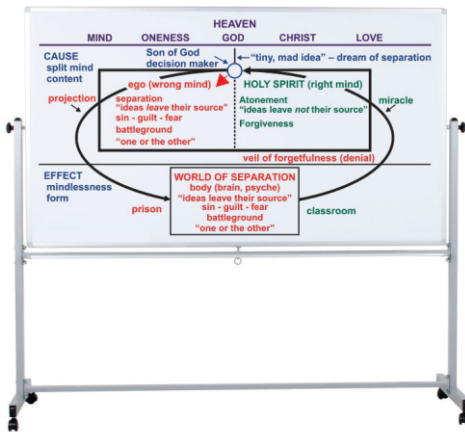 HEAVEN
MIND ONENESS GOD CHRIST LOVE
CAUSE
split mind
content
Son of God
decision maker
"tiny, mad idea" – dream of separation
ego (wrong mind)
HOLY SPIRIT (right mind)
projection
separation
"ideas leave their source"
sin - guilt - fear
battleground
"one or the other"
Atonement
"ideas leave not their source"
Forgiveness
miracle
veil of forgetfulness (denial)
EFFECT
mindlessness
form
WORLD OF SEPARATION
body (brain, psyche)
"ideas leave their source"
sin - guilt - fear
battleground
"one or the other"
prison
classroom